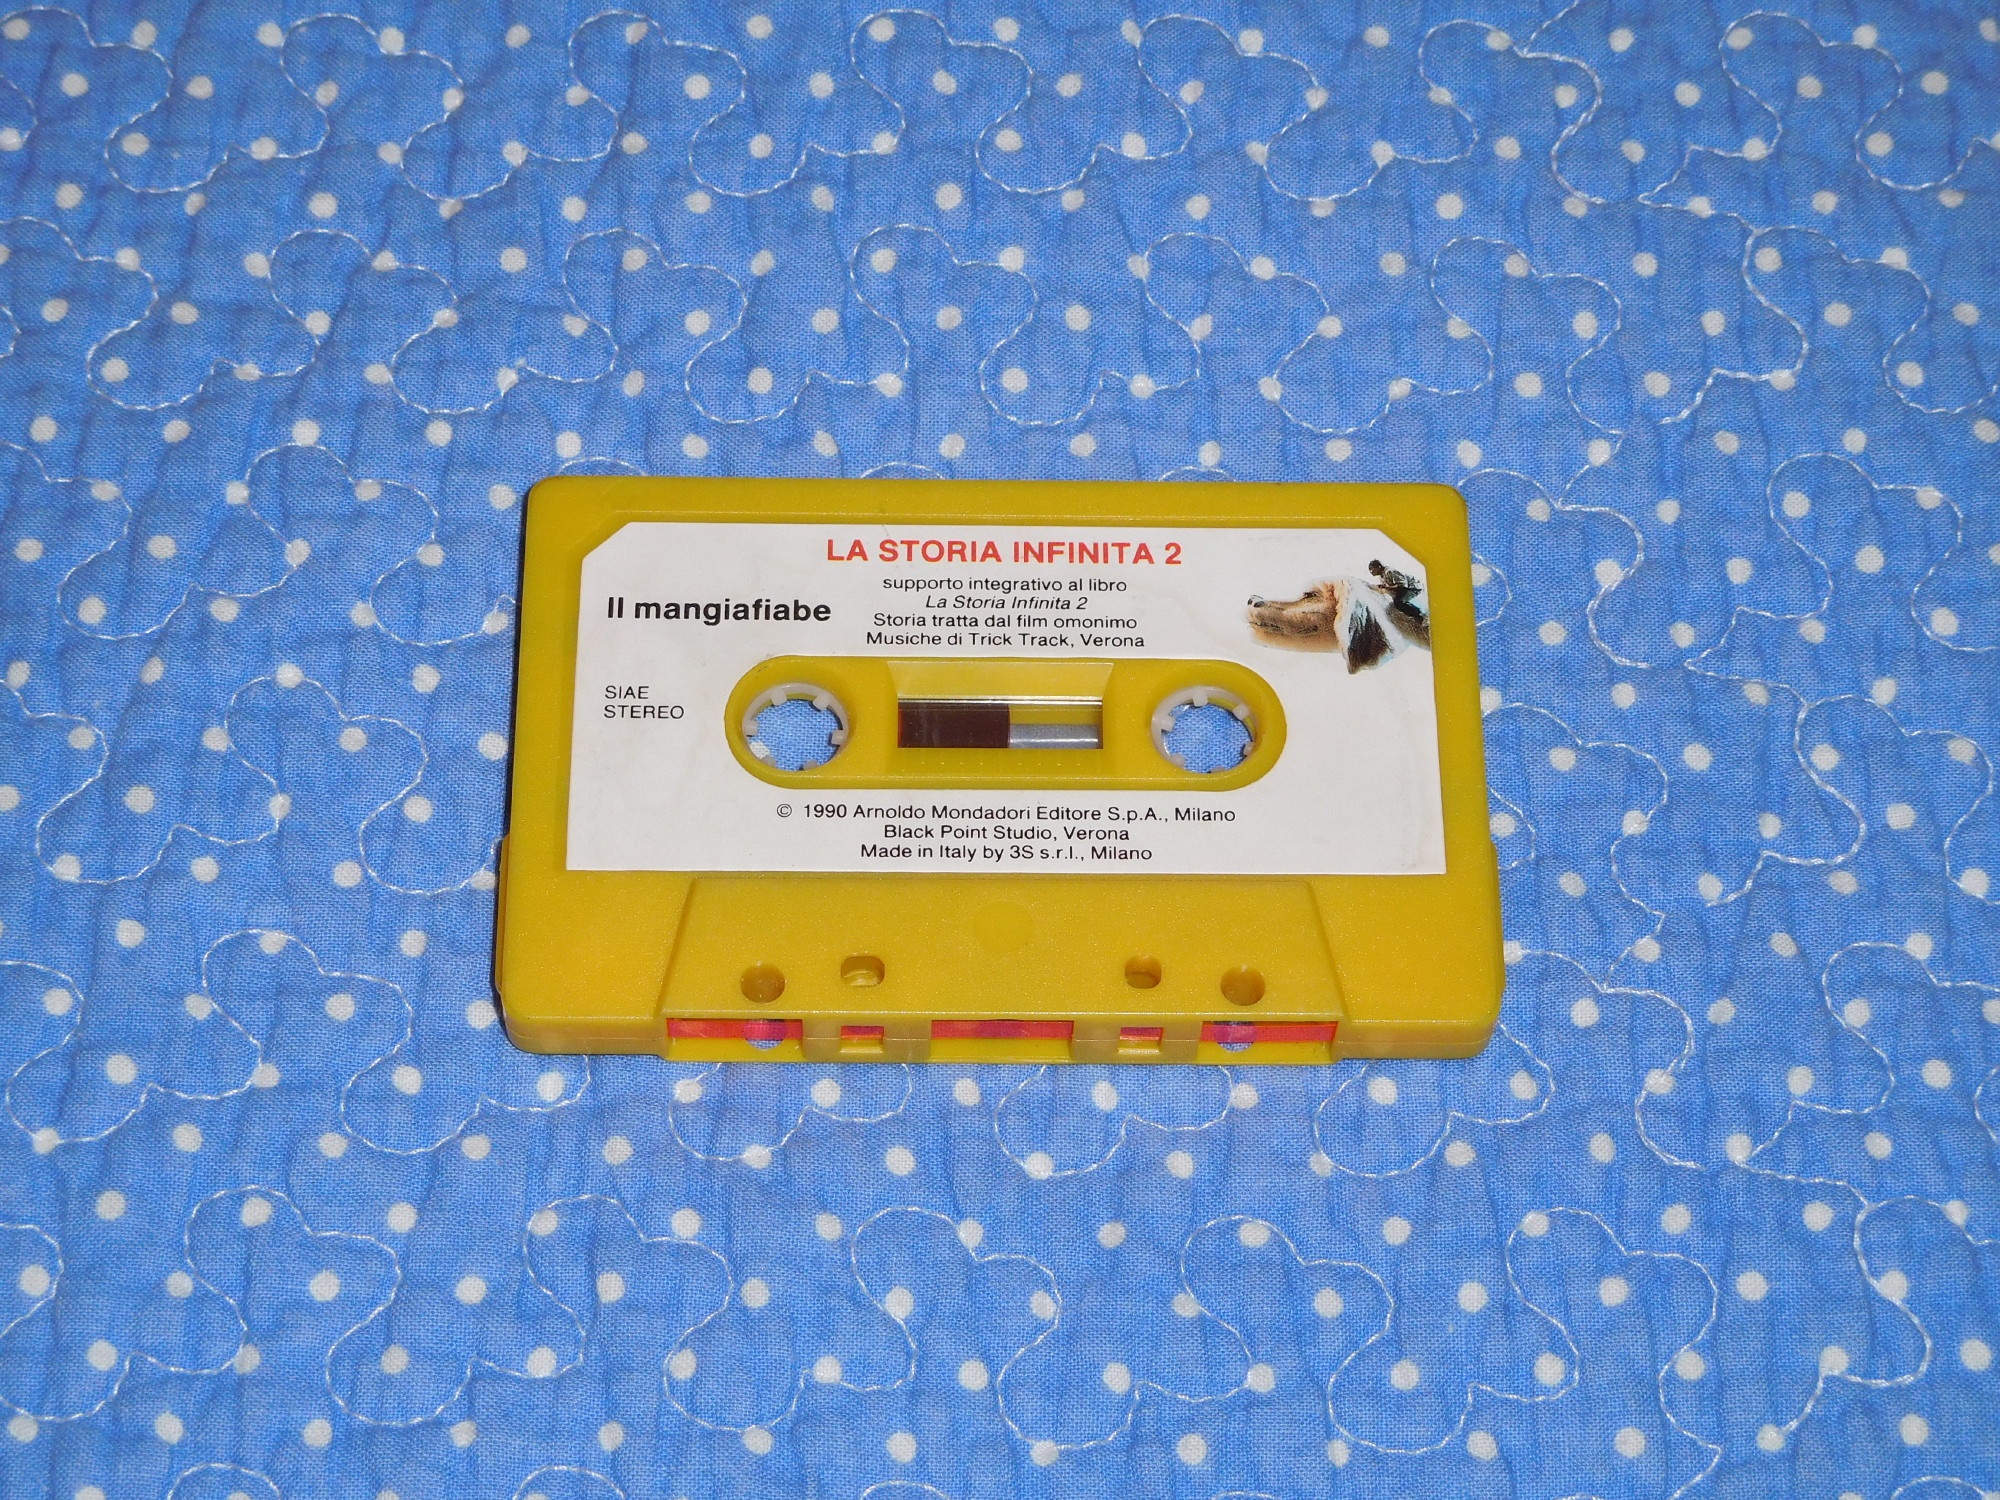 LA STORIA INFINITA 2
supporto integrativo al libro
La Storia Infinita 2
Storia tratta dal film omonimo
Musiche di Trick Track, Verona
Il mangiafiabe
SIAE
STEREO
© 1990 Arnoldo Mondadori Editore S.p.A., Milano
Black Point Studio, Verona
Made in Italy by 3S s.r.l., Milano